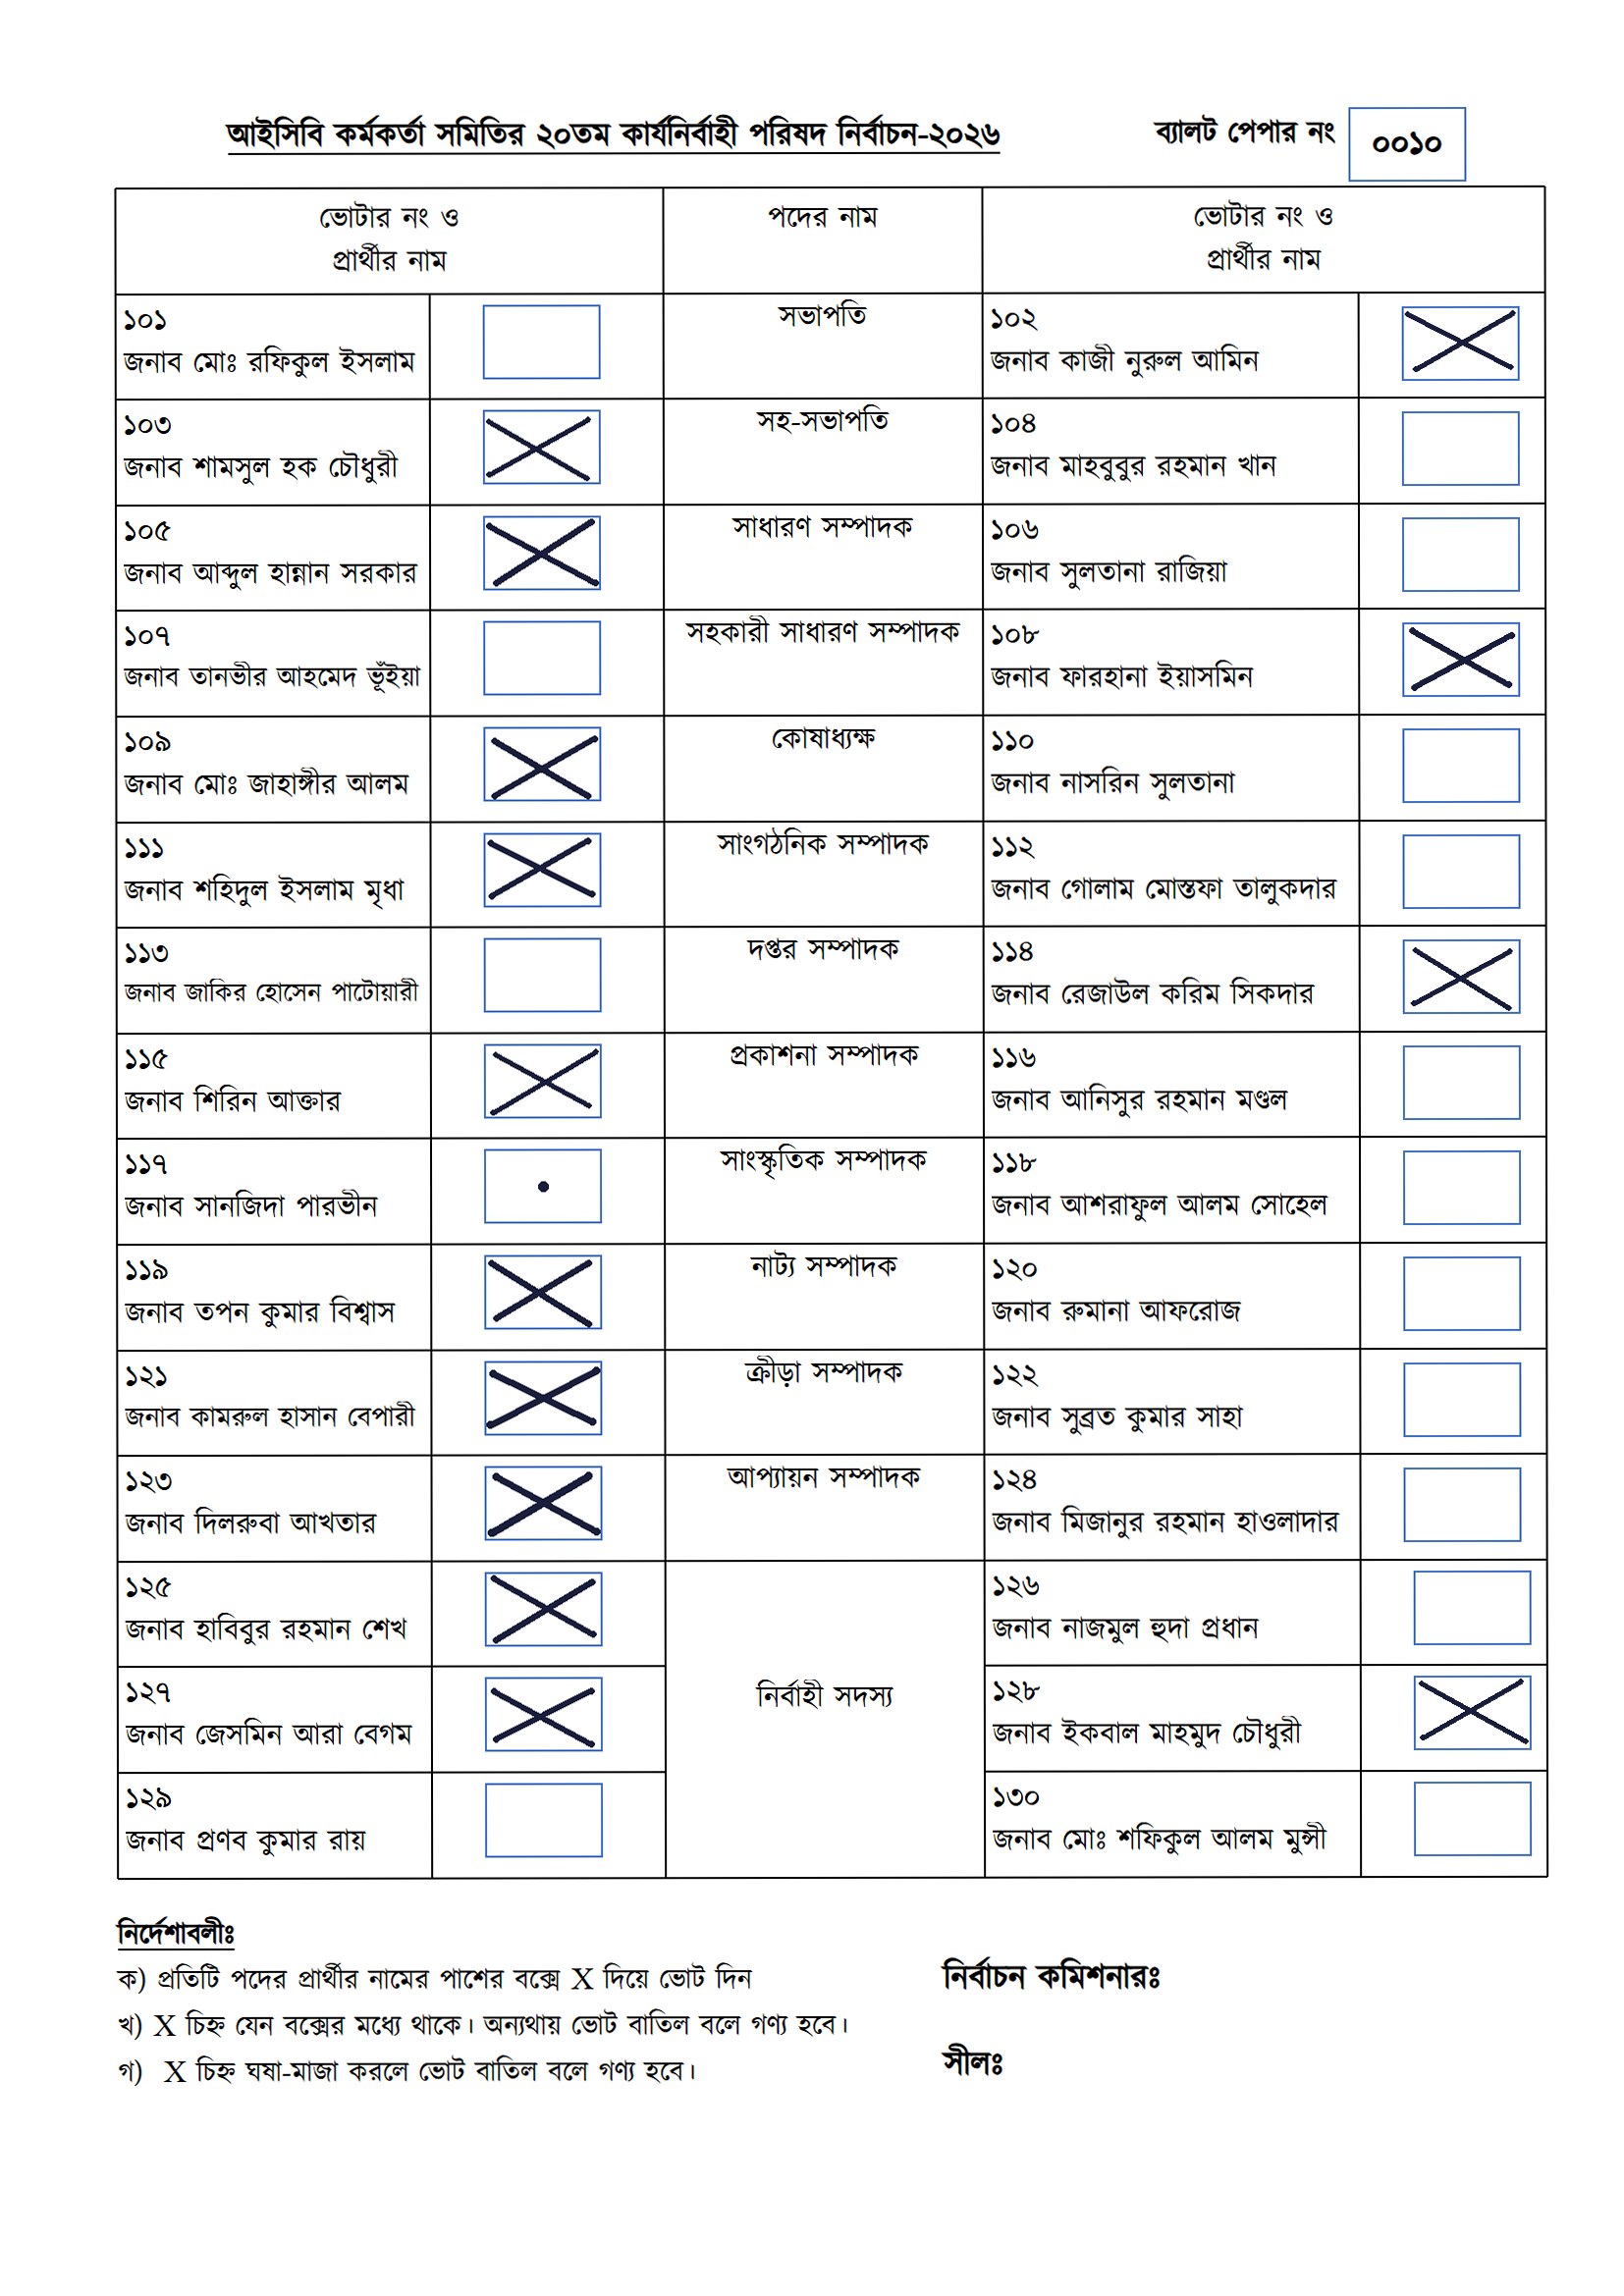 আইসিবি কর্মকর্তা সমিতির ২০তম কার্যনির্বাহী পরিষদ নির্বাচন-২০২৬ ব্যালট পেপার নং ০০১০
ভোটার নং ও
প্রার্থীর নাম
পদের নাম
ভোটার নং ও
প্রার্থীর নাম
১০১
জনাব মোঃ রফিকুল ইসলাম
সভাপতি
১০২
জনাব কাজী নুরুল আমিন
১০৩
জনাব শামসুল হক চৌধুরী
সহ-সভাপতি
১০৪
জনাব মাহবুবুর রহমান খান
১০৫
জনাব আব্দুল হান্নান সরকার
সাধারণ সম্পাদক
১০৬
জনাব সুলতানা রাজিয়া
১০৭
জনাব তানভীর আহমেদ ভূঁইয়া
সহকারী সাধারণ সম্পাদক
১০৮
জনাব ফারহানা ইয়াসমিন
১০৯
জনাব মোঃ জাহাঙ্গীর আলম
কোষাধ্যক্ষ
১১০
জনাব নাসরিন সুলতানা
১১১
জনাব শহিদুল ইসলাম মৃধা
সাংগঠনিক সম্পাদক
১১২
জনাব গোলাম মোস্তফা তালুকদার
১১৩
জনাব জাকির হোসেন পাটোয়ারী
দপ্তর সম্পাদক
১১৪
জনাব রেজাউল করিম সিকদার
১১৫
জনাব শিরিন আক্তার
প্রকাশনা সম্পাদক
১১৬
জনাব আনিসুর রহমান মণ্ডল
১১৭
জনাব সানজিদা পারভীন
সাংস্কৃতিক সম্পাদক
১১৮
জনাব আশরাফুল আলম সোহেল
১১৯
জনাব তপন কুমার বিশ্বাস
নাট্য সম্পাদক
১২০
জনাব রুমানা আফরোজ
১২১
জনাব কামরুল হাসান বেপারী
ক্রীড়া সম্পাদক
১২২
জনাব সুব্রত কুমার সাহা
১২৩
জনাব দিলরুবা আখতার
আপ্যায়ন সম্পাদক
১২৪
জনাব মিজানুর রহমান হাওলাদার
১২৫
জনাব হাবিবুর রহমান শেখ
১২৬
জনাব নাজমুল হুদা প্রধান
১২৭
জনাব জেসমিন আরা বেগম
নির্বাহী সদস্য
১২৮
জনাব ইকবাল মাহমুদ চৌধুরী
১২৯
জনাব প্রণব কুমার রায়
১৩০
জনাব মোঃ শফিকুল আলম মুন্সী
নির্দেশাবলীঃ
ক) প্রতিটি পদের প্রার্থীর নামের পাশের বক্সে X দিয়ে ভোট দিন
খ) X চিহ্ন যেন বক্সের মধ্যে থাকে। অন্যথায় ভোট বাতিল বলে গণ্য হবে।
গ) X চিহ্ন ঘষা-মাজা করলে ভোট বাতিল বলে গণ্য হবে।
নির্বাচন কমিশনারঃ
সীলঃ